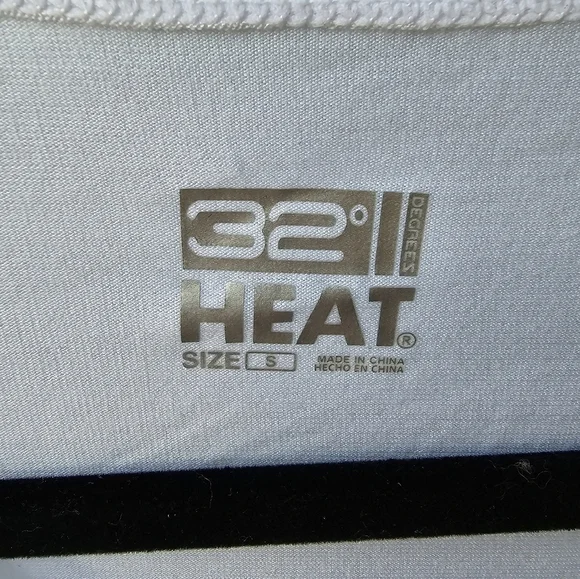 32° DEGREES
HEAT®
SIZE S
MADE IN CHINA
HECHO EN CHINA